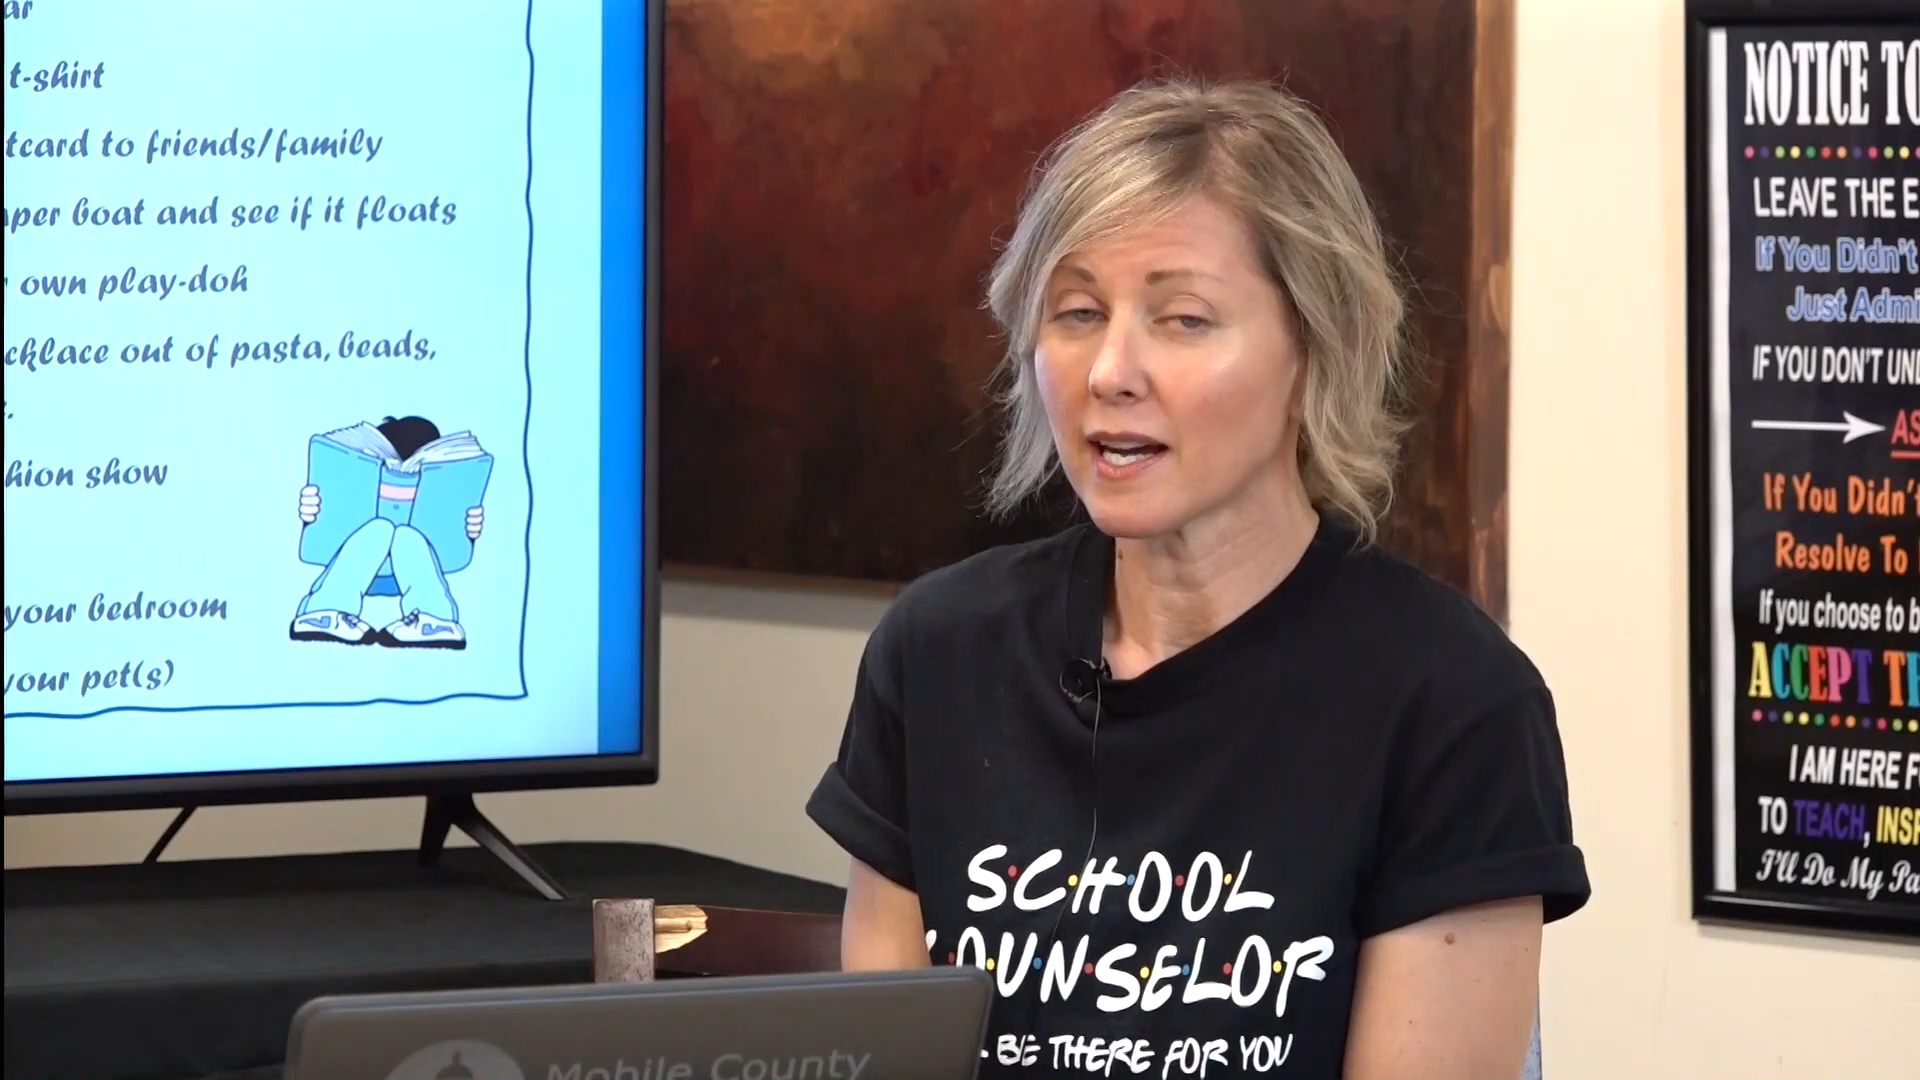 ar
t-shirt
tcard to friends/family
aper boat and see if it floats
own play-doh
cklace out of pasta, beads,
hion show
your bedroom
your pet(s)
SCHOOL
OUNSELOR
BE THERE FOR YOU
Mobile County
NOTICE TO
LEAVE THE E
If You Didn't
Just Admi
IF YOU DON'T UND
AS
If You Didn't
Resolve To
If you choose to b
ACCEPT TH
I AM HERE F
TO TEACH, INSP
I'll Do My Pa